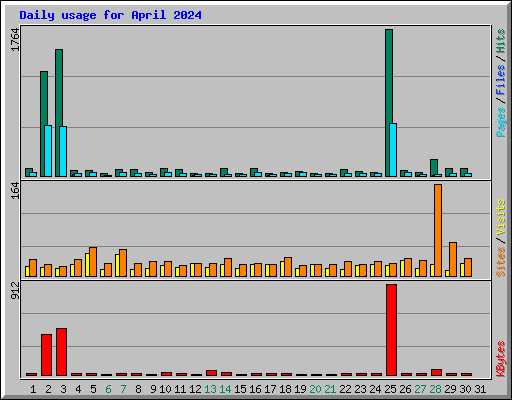 Daily usage for April 2024
1764
Pages / Files / Hits
164
Sites / Visits
912
KBytes
1 2 3 4 5 6 7 8 9 10 11 12 13 14 15 16 17 18 19 20 21 22 23 24 25 26 27 28 29 30 31